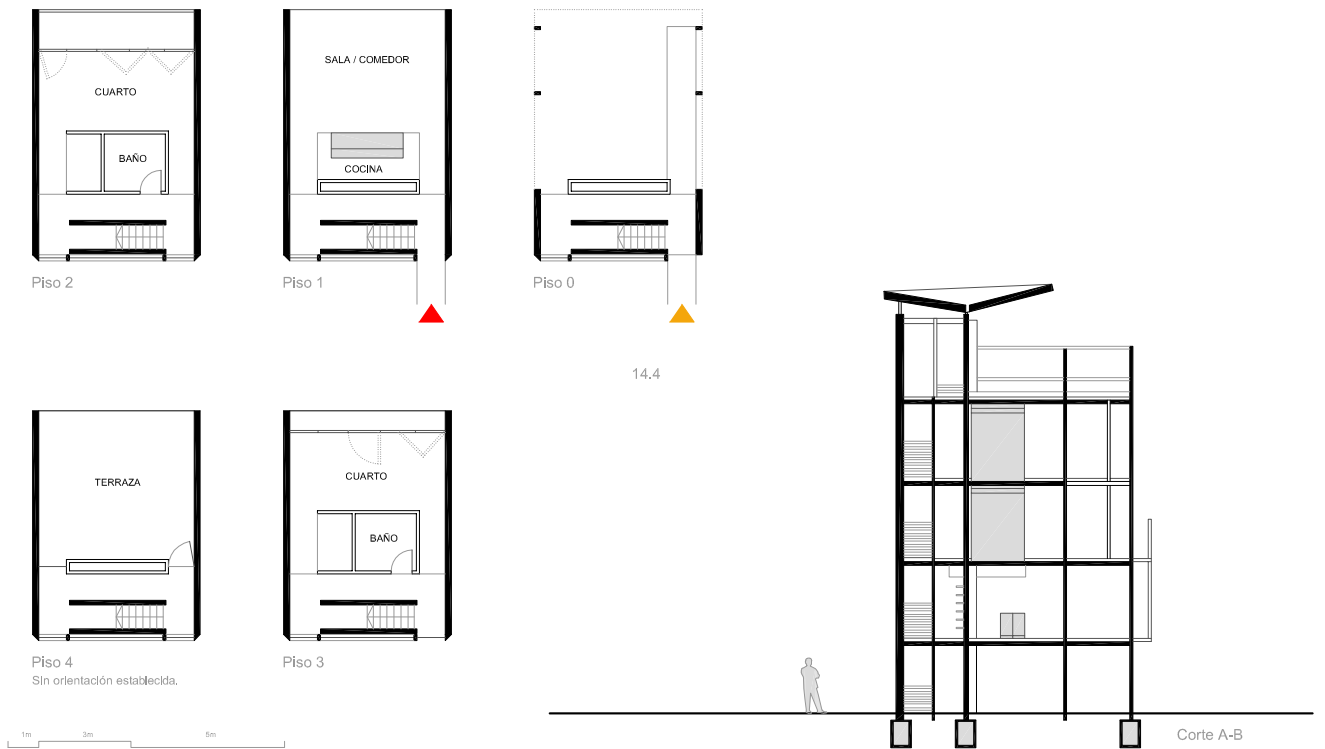 CUARTO
BAÑO
Piso 2
SALA / COMEDOR
COCINA
Piso 1
Piso 0
14.4
TERRAZA
Piso 4
Sin orientación establecida.
CUARTO
BAÑO
Piso 3
1m 3m 5m
Corte A-B